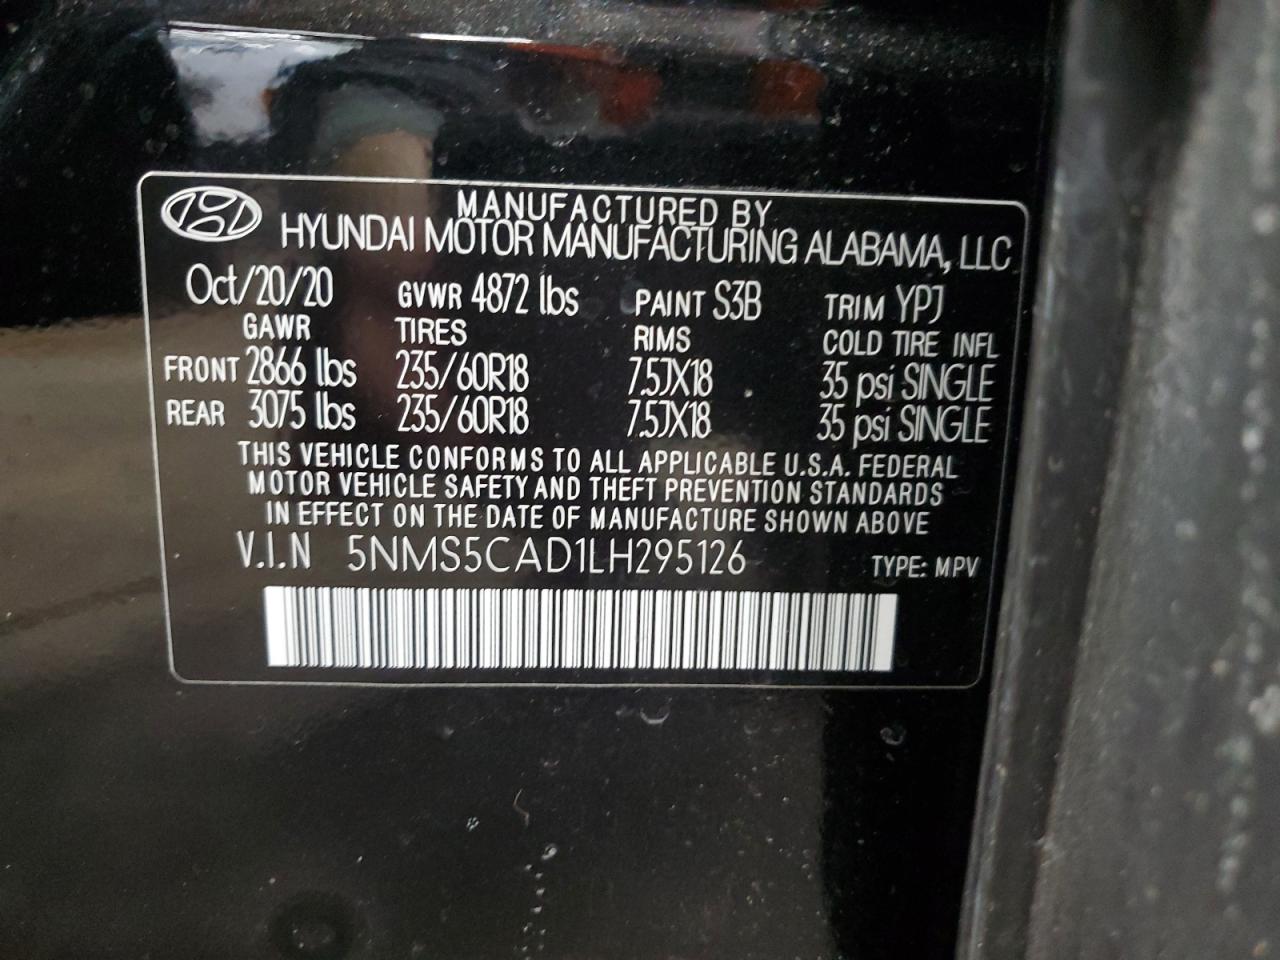 MANUFACTURED BY
HYUNDAI MOTOR MANUFACTURING ALABAMA, LLC
Oct/20/20 GVWR 4872 lbs PAINT S3B TRIM YPJ
GAWR TIRES RIMS COLD TIRE INFL
FRONT 2866 lbs 235/60R18 7.5JX18 35 psi SINGLE
REAR 3075 lbs 235/60R18 7.5JX18 35 psi SINGLE
THIS VEHICLE CONFORMS TO ALL APPLICABLE U.S.A. FEDERAL
MOTOR VEHICLE SAFETY AND THEFT PREVENTION STANDARDS
IN EFFECT ON THE DATE OF MANUFACTURE SHOWN ABOVE
V.I.N 5NMS5CAD1LH295126 TYPE: MPV